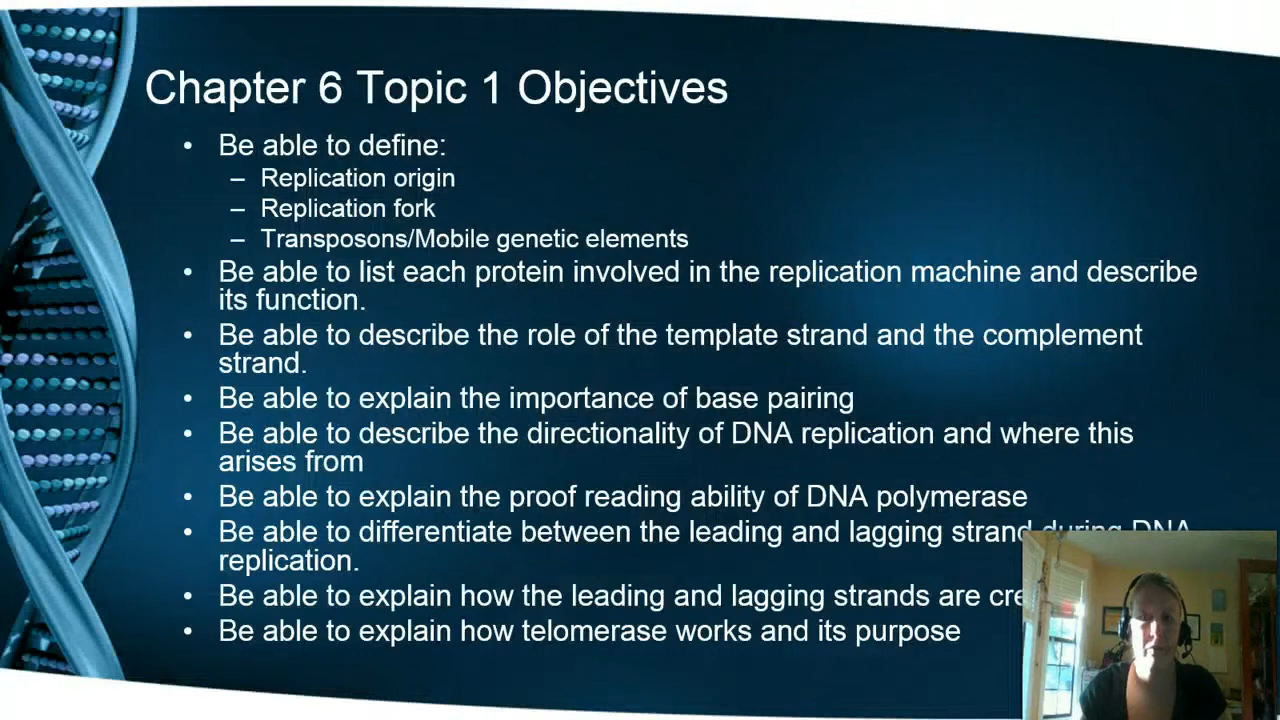 Chapter 6 Topic 1 Objectives
• Be able to define:
– Replication origin
– Replication fork
– Transposons/Mobile genetic elements
• Be able to list each protein involved in the replication machine and describe
its function.
• Be able to describe the role of the template strand and the complement
strand.
• Be able to explain the importance of base pairing
• Be able to describe the directionality of DNA replication and where this
arises from
• Be able to explain the proof reading ability of DNA polymerase
• Be able to differentiate between the leading and lagging strand during DNA
replication.
• Be able to explain how the leading and lagging strands are
• Be able to explain how telomerase works and its purpose